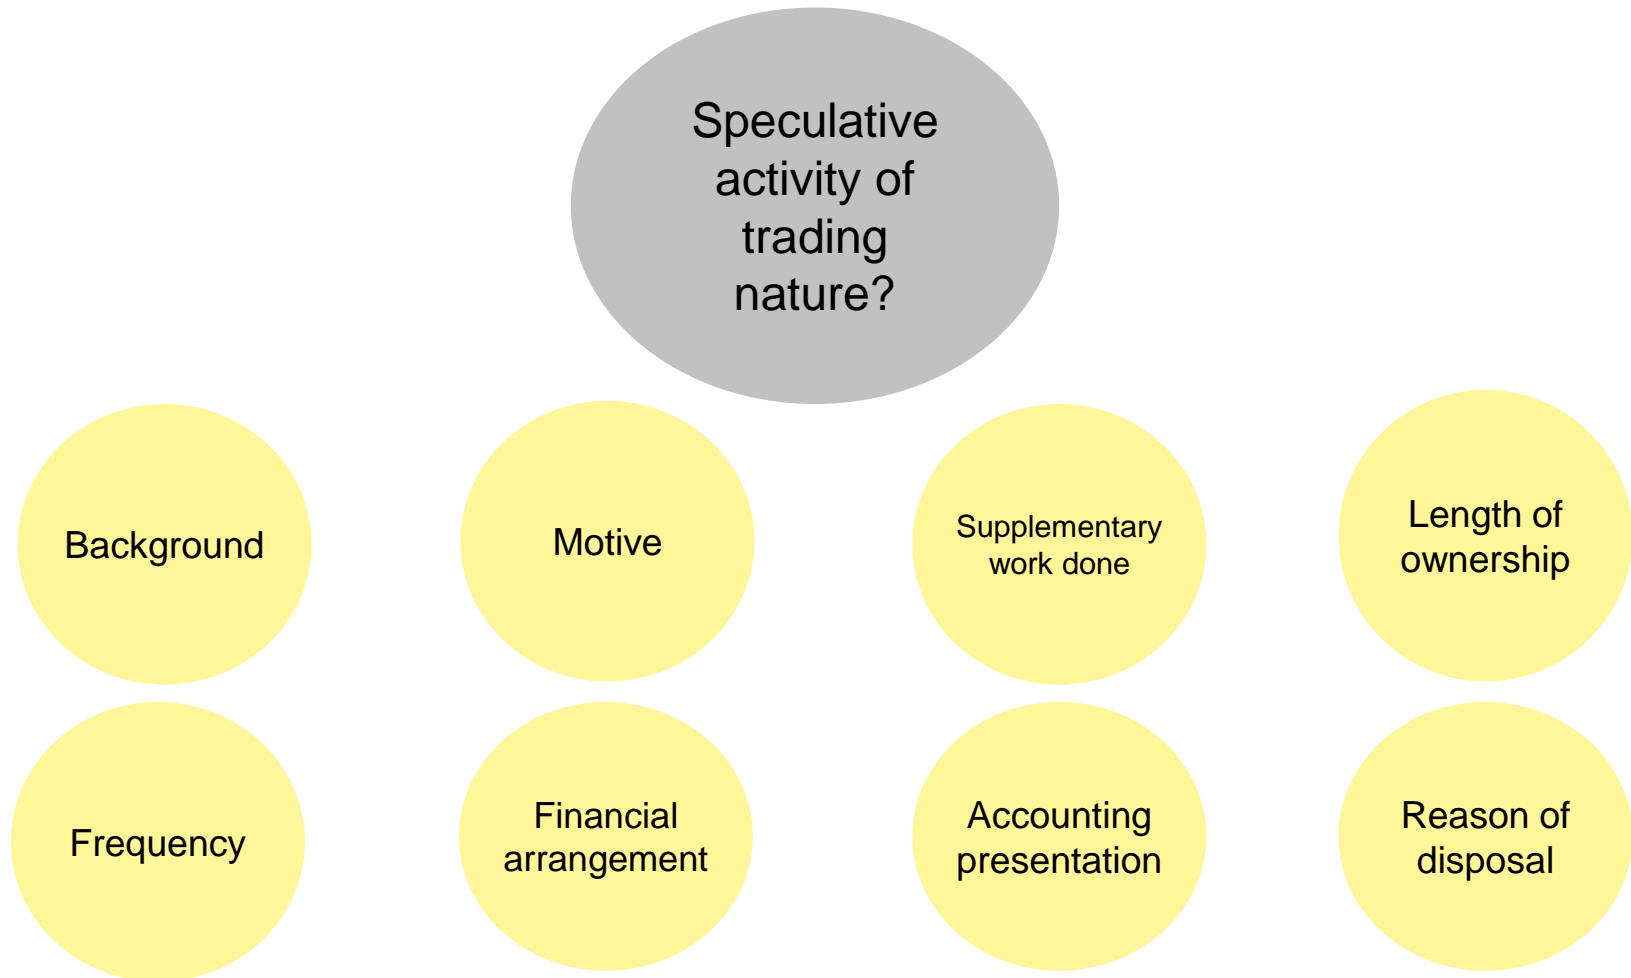 Speculative
activity of
trading
nature?
Background
Motive
Supplementary
work done
Length of
ownership
Frequency
Financial
arrangement
Accounting
presentation
Reason of
disposal